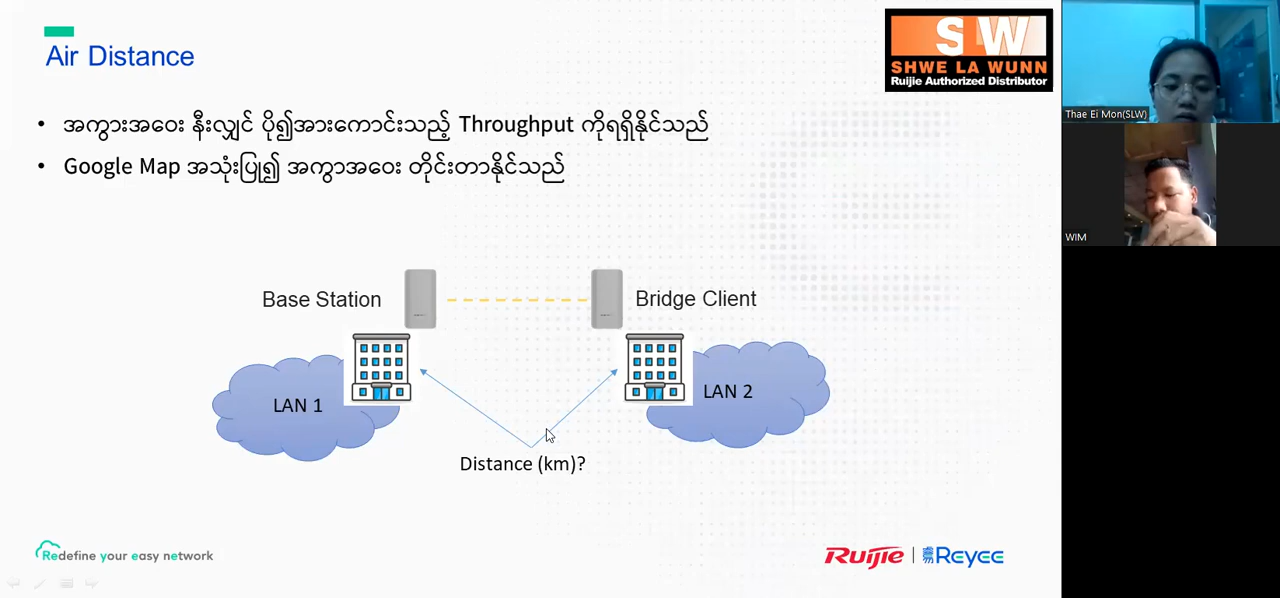 Air Distance
SW
SHWE LA WUNN
Ruijie Authorized Distributor
• အကွားအဝေး နီးလျှင် ပို၍အားကောင်းသည့် Throughput ကိုရရှိနိုင်သည်
• Google Map အသုံးပြု၍ အကွာအဝေး တိုင်းတာနိုင်သည်
Base Station
Bridge Client
LAN 1
LAN 2
Distance (km)?
Redefine your easy network
Ruijie | 睿易 Reyee
Thae Ei Mon(SLW)
WIM